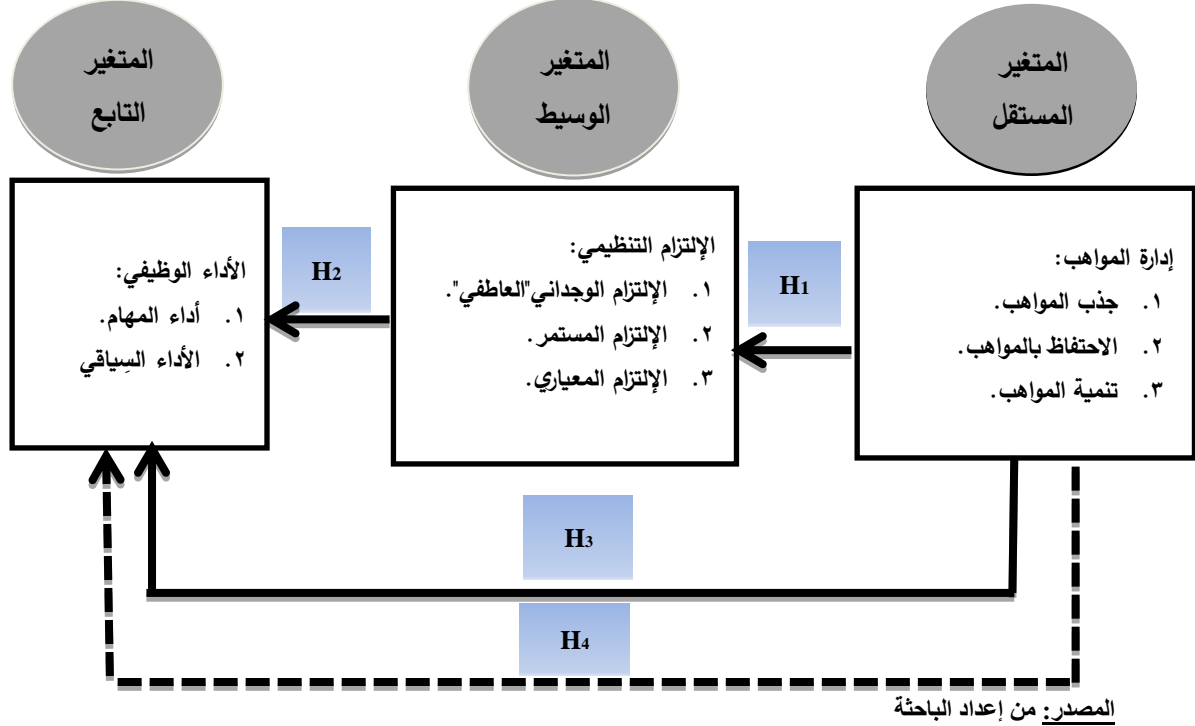 المتغير
المستقل
المتغير
الوسيط
المتغير
التابع
إدارة المواهب:
١. جذب المواهب.
٢. الاحتفاظ بالمواهب.
٣. تنمية المواهب.
H1
الإلتزام التنظيمي:
١. الإلتزام الوجداني"العاطفي".
٢. الإلتزام المستمر.
٣. الإلتزام المعياري.
H2
الأداء الوظيفي:
١. أداء المهام.
٢. الأداء السِياقي
H3
H4
المصدر: من إعداد الباحثة